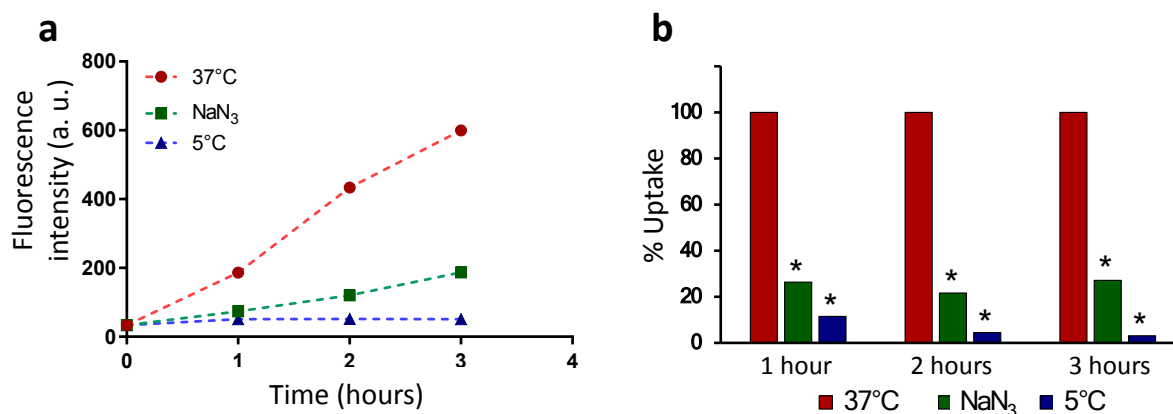 a
800
600
400
200
0
Fluorescence
intensity (a. u.)
37°C
NaN₃
5°C
0 1 2 3 4
Time (hours)
b
100
80
60
40
20
0
% Uptake
* * * * * *
1 hour 2 hours 3 hours
37°C NaN₃ 5°C